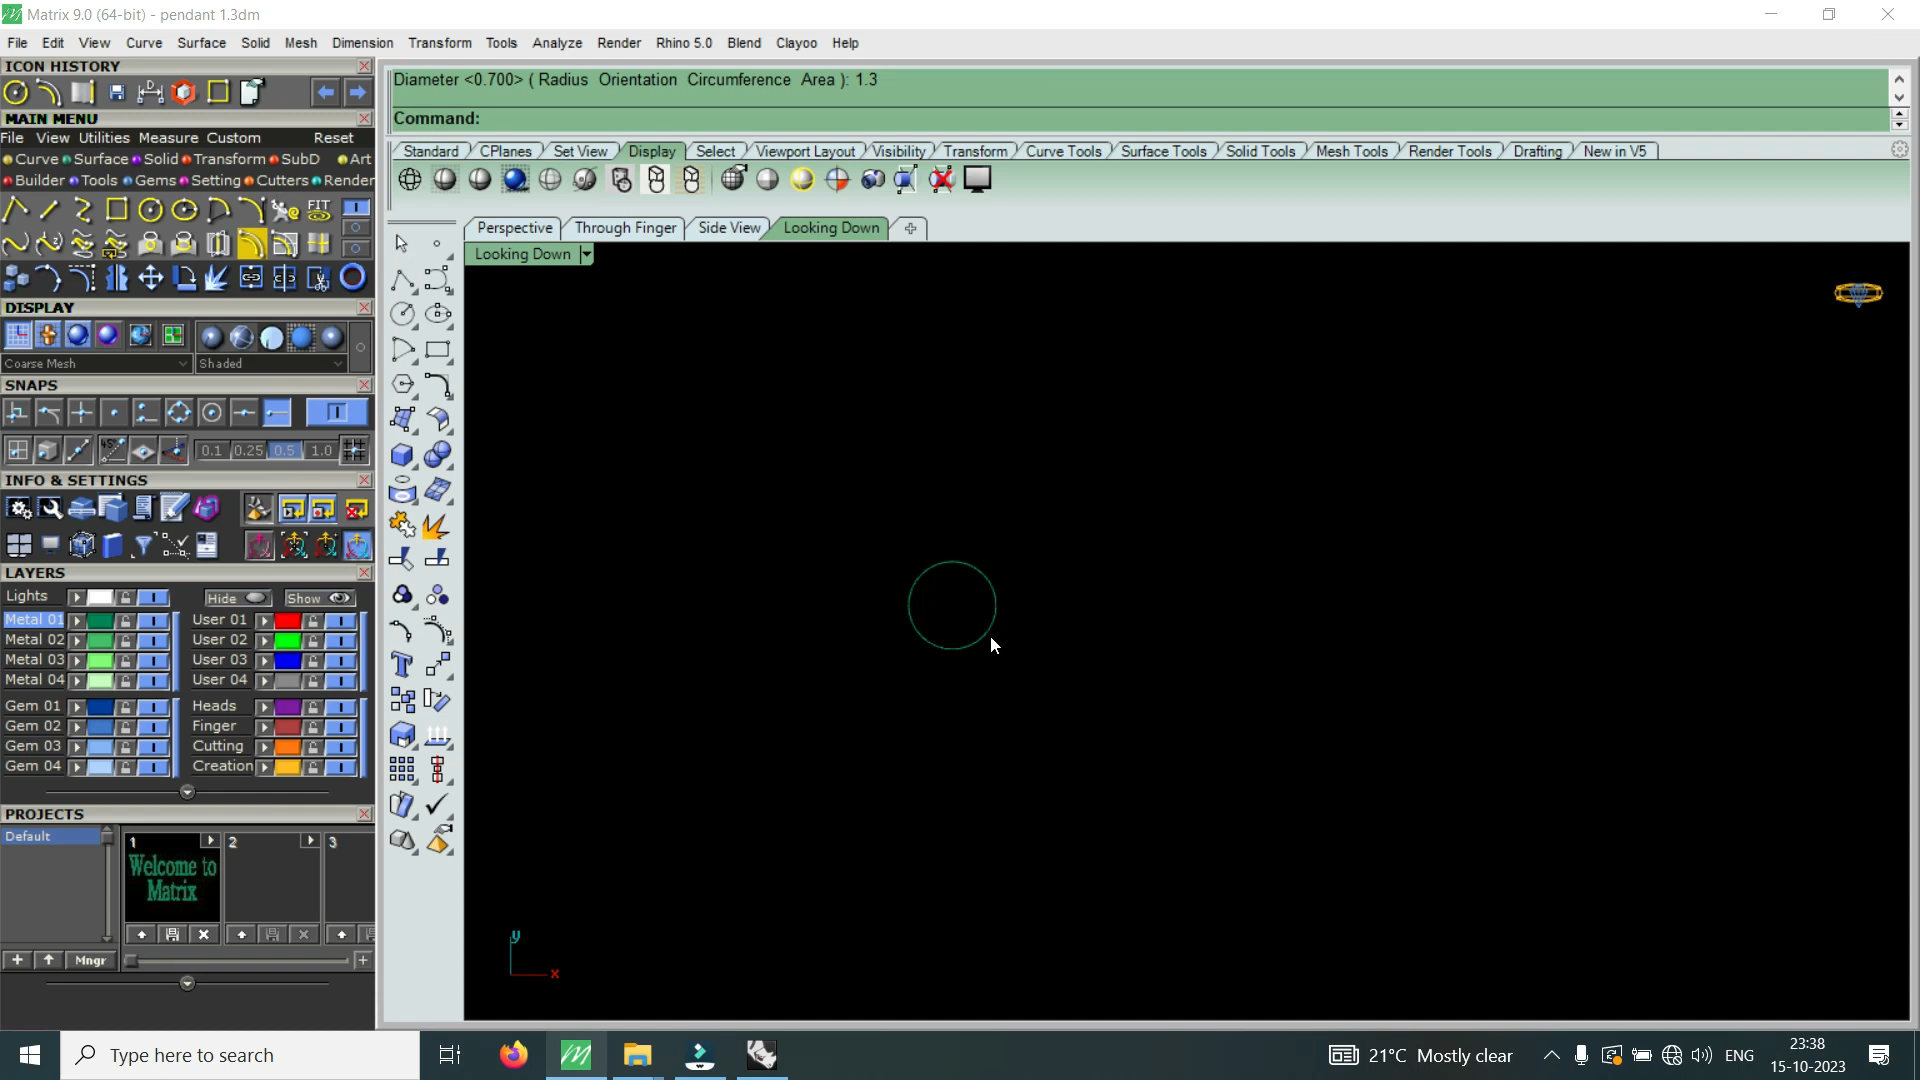 Matrix 9.0 (64-bit) - pendant 1.3dm
File Edit View Curve Surface Solid Mesh Dimension Transform Tools Analyze Render Rhino 5.0 Blend Clayoo Help
ICON HISTORY
Diameter <0.700> ( Radius Orientation Circumference Area ): 1.3
Command:
MAIN MENU
File View Utilities Measure Custom Reset
Curve Surface Solid Transform SubD Art
Builder Tools Gems Setting Cutters Render
FIT
Standard CPlanes Set View Display Select Viewport Layout Visibility Transform Curve Tools Surface Tools Solid Tools Mesh Tools Render Tools Drafting New in V5
Perspective Through Finger Side View Looking Down
Looking Down
DISPLAY
Coarse Mesh Shaded
SNAPS
0.1 0.25 0.5 1.0
INFO & SETTINGS
LAYERS
Lights Hide Show
Metal 01 User 01
Metal 02 User 02
Metal 03 User 03
Metal 04 User 04
Gem 01 Heads
Gem 02 Finger
Gem 03 Cutting
Gem 04 Creation
PROJECTS
Default
1 2 3
Welcome to
Matrix
Mngr
y
x
Type here to search
21°C Mostly clear
ENG
23:38
15-10-2023